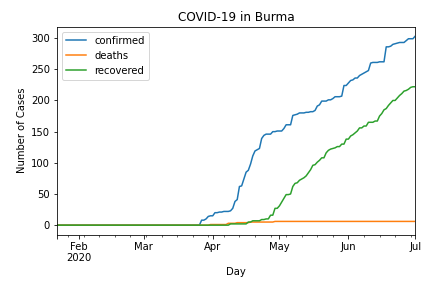 COVID-19 in Burma
confirmed
deaths
recovered
Number of Cases
300
250
200
150
100
50
0
Feb Mar Apr May Jun Jul
2020
Day